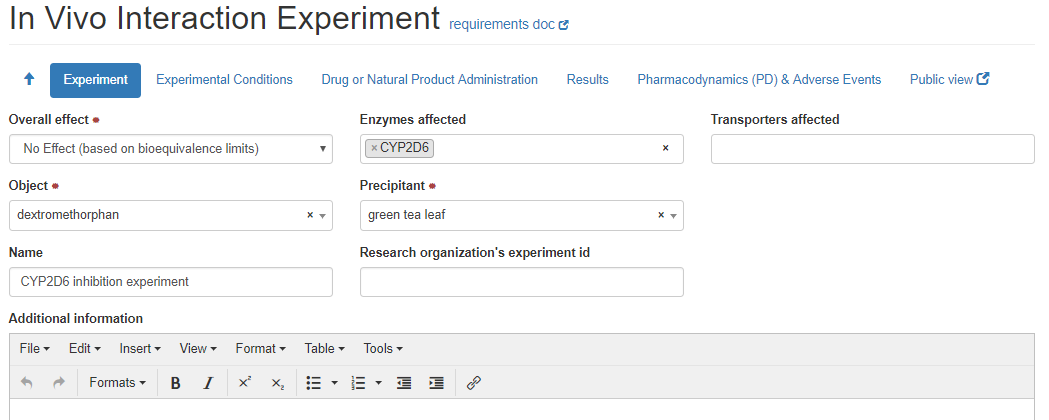 In Vivo Interaction Experiment requirements doc
Experiment Experimental Conditions Drug or Natural Product Administration Results Pharmacodynamics (PD) & Adverse Events Public view
Overall effect Enzymes affected Transporters affected
No Effect (based on bioequivalence limits) × CYP2D6 ×
Object Precipitant
dextromethorphan × green tea leaf ×
Name Research organization's experiment id
CYP2D6 inhibition experiment
Additional information
File Edit Insert View Format Table Tools
Formats B I x² x₂